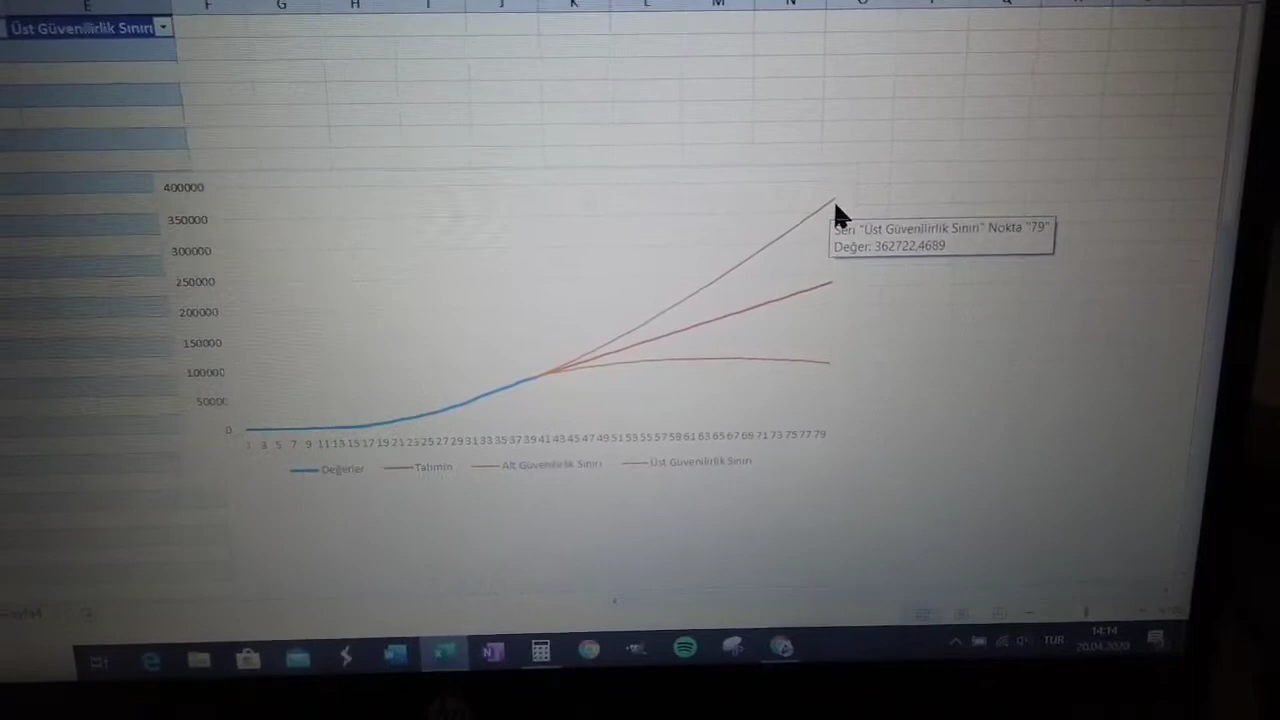 E F G H I J K L M N
Üst Güvenilirlik Sınırı
400000
350000
300000
250000
200000
150000
100000
50000
0
1 3 5 7 9 11 13 15 17 19 21 23 25 27 29 31 33 35 37 39 41 43 45 47 49 51 53 55 57 59 61 63 65 67 69 71 73 75 77 79
Seri "Üst Güvenilirlik Sınırı" Nokta "79"
Değer: 362722,4689
Değerler Tahmin Alt Güvenilirlik Sınırı Üst Güvenilirlik Sınırı
Sayfa4
TUR
14:14
20.04.2020